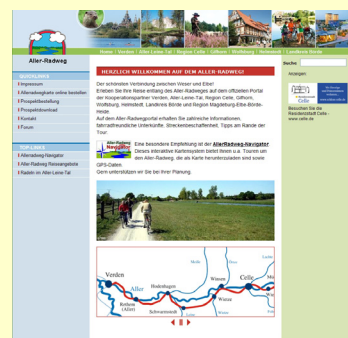 Home | Verden | Aller-Leine-Tal | Region Celle | Gifhorn | Wolfsburg | Helmstedt | Landkreis Börde
Aller-Radweg
QUICKLINKS
Impressum
Allerradwegkarte online bestellen
Prospektbestellung
Prospektdownload
Kontakt
Forum
TOP-LINKS
Allerradweg-Navigator
Aller-Radweg Reiseangebote
Radeln im Aller-Leine-Tal
HERZLICH WILLKOMMEN AUF DEM ALLER-RADWEG!
Der schönsten Verbindung zwischen Weser und Elbe!
Erleben Sie Ihre Reise entlang des Aller-Radweges auf dem offiziellen Portal
der Kooperationspartner Verden, Aller-Leine-Tal, Region Celle, Gifhorn,
Wolfsburg, Helmstedt, Landkreis Börde und Region Magdeburg-Elbe-Börde-
Heide.
Auf dem Aller-Radwegportal erhalten Sie zahlreiche Informationen,
fahrradfreundliche Unterkünfte, Streckenbeschaffenheit, Tipps am Rande der
Tour.
AllerRadweg
Navigator
Eine besondere Empfehlung ist der AllerRadweg-Navigator
Dieses interaktive Kartensystem bietet Ihnen u.a. Touren um
den Aller-Radweg, die als Karte herunterzuladen sind sowie
GPS-Daten.
Gern unterstützen wir Sie bei Ihrer Planung.
Verden
Aller
Rethem
(Aller)
Bodenhagen
Schwarmstedt
Leine
Winsen
Celle
Wietze
Suche
Anzeigen
Besuchen Sie die
Residenzstadt Celle -
www.celle.de